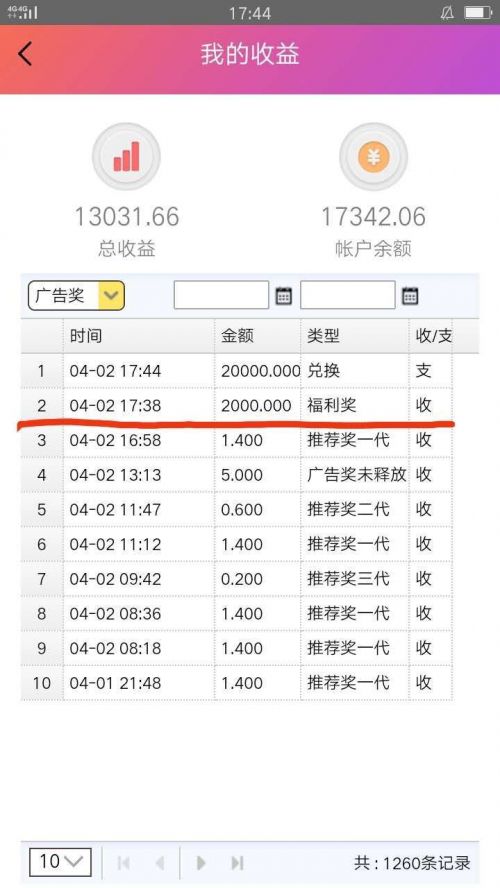 4G 4G 17:44
我的收益
13031.66 17342.06
总收益 帐户余额
广告奖
时间 金额 类型 收/支
1 04-02 17:44 20000.000 兑换 支
2 04-02 17:38 2000.000 福利奖 收
3 04-02 16:58 1.400 推荐奖一代 收
4 04-02 13:13 5.000 广告奖未释放 收
5 04-02 11:47 0.600 推荐奖二代 收
6 04-02 11:12 1.400 推荐奖一代 收
7 04-02 09:42 0.200 推荐奖三代 收
8 04-02 08:36 1.400 推荐奖一代 收
9 04-02 08:18 1.400 推荐奖一代 收
10 04-01 21:48 1.400 推荐奖一代 收
10 共：1260条记录